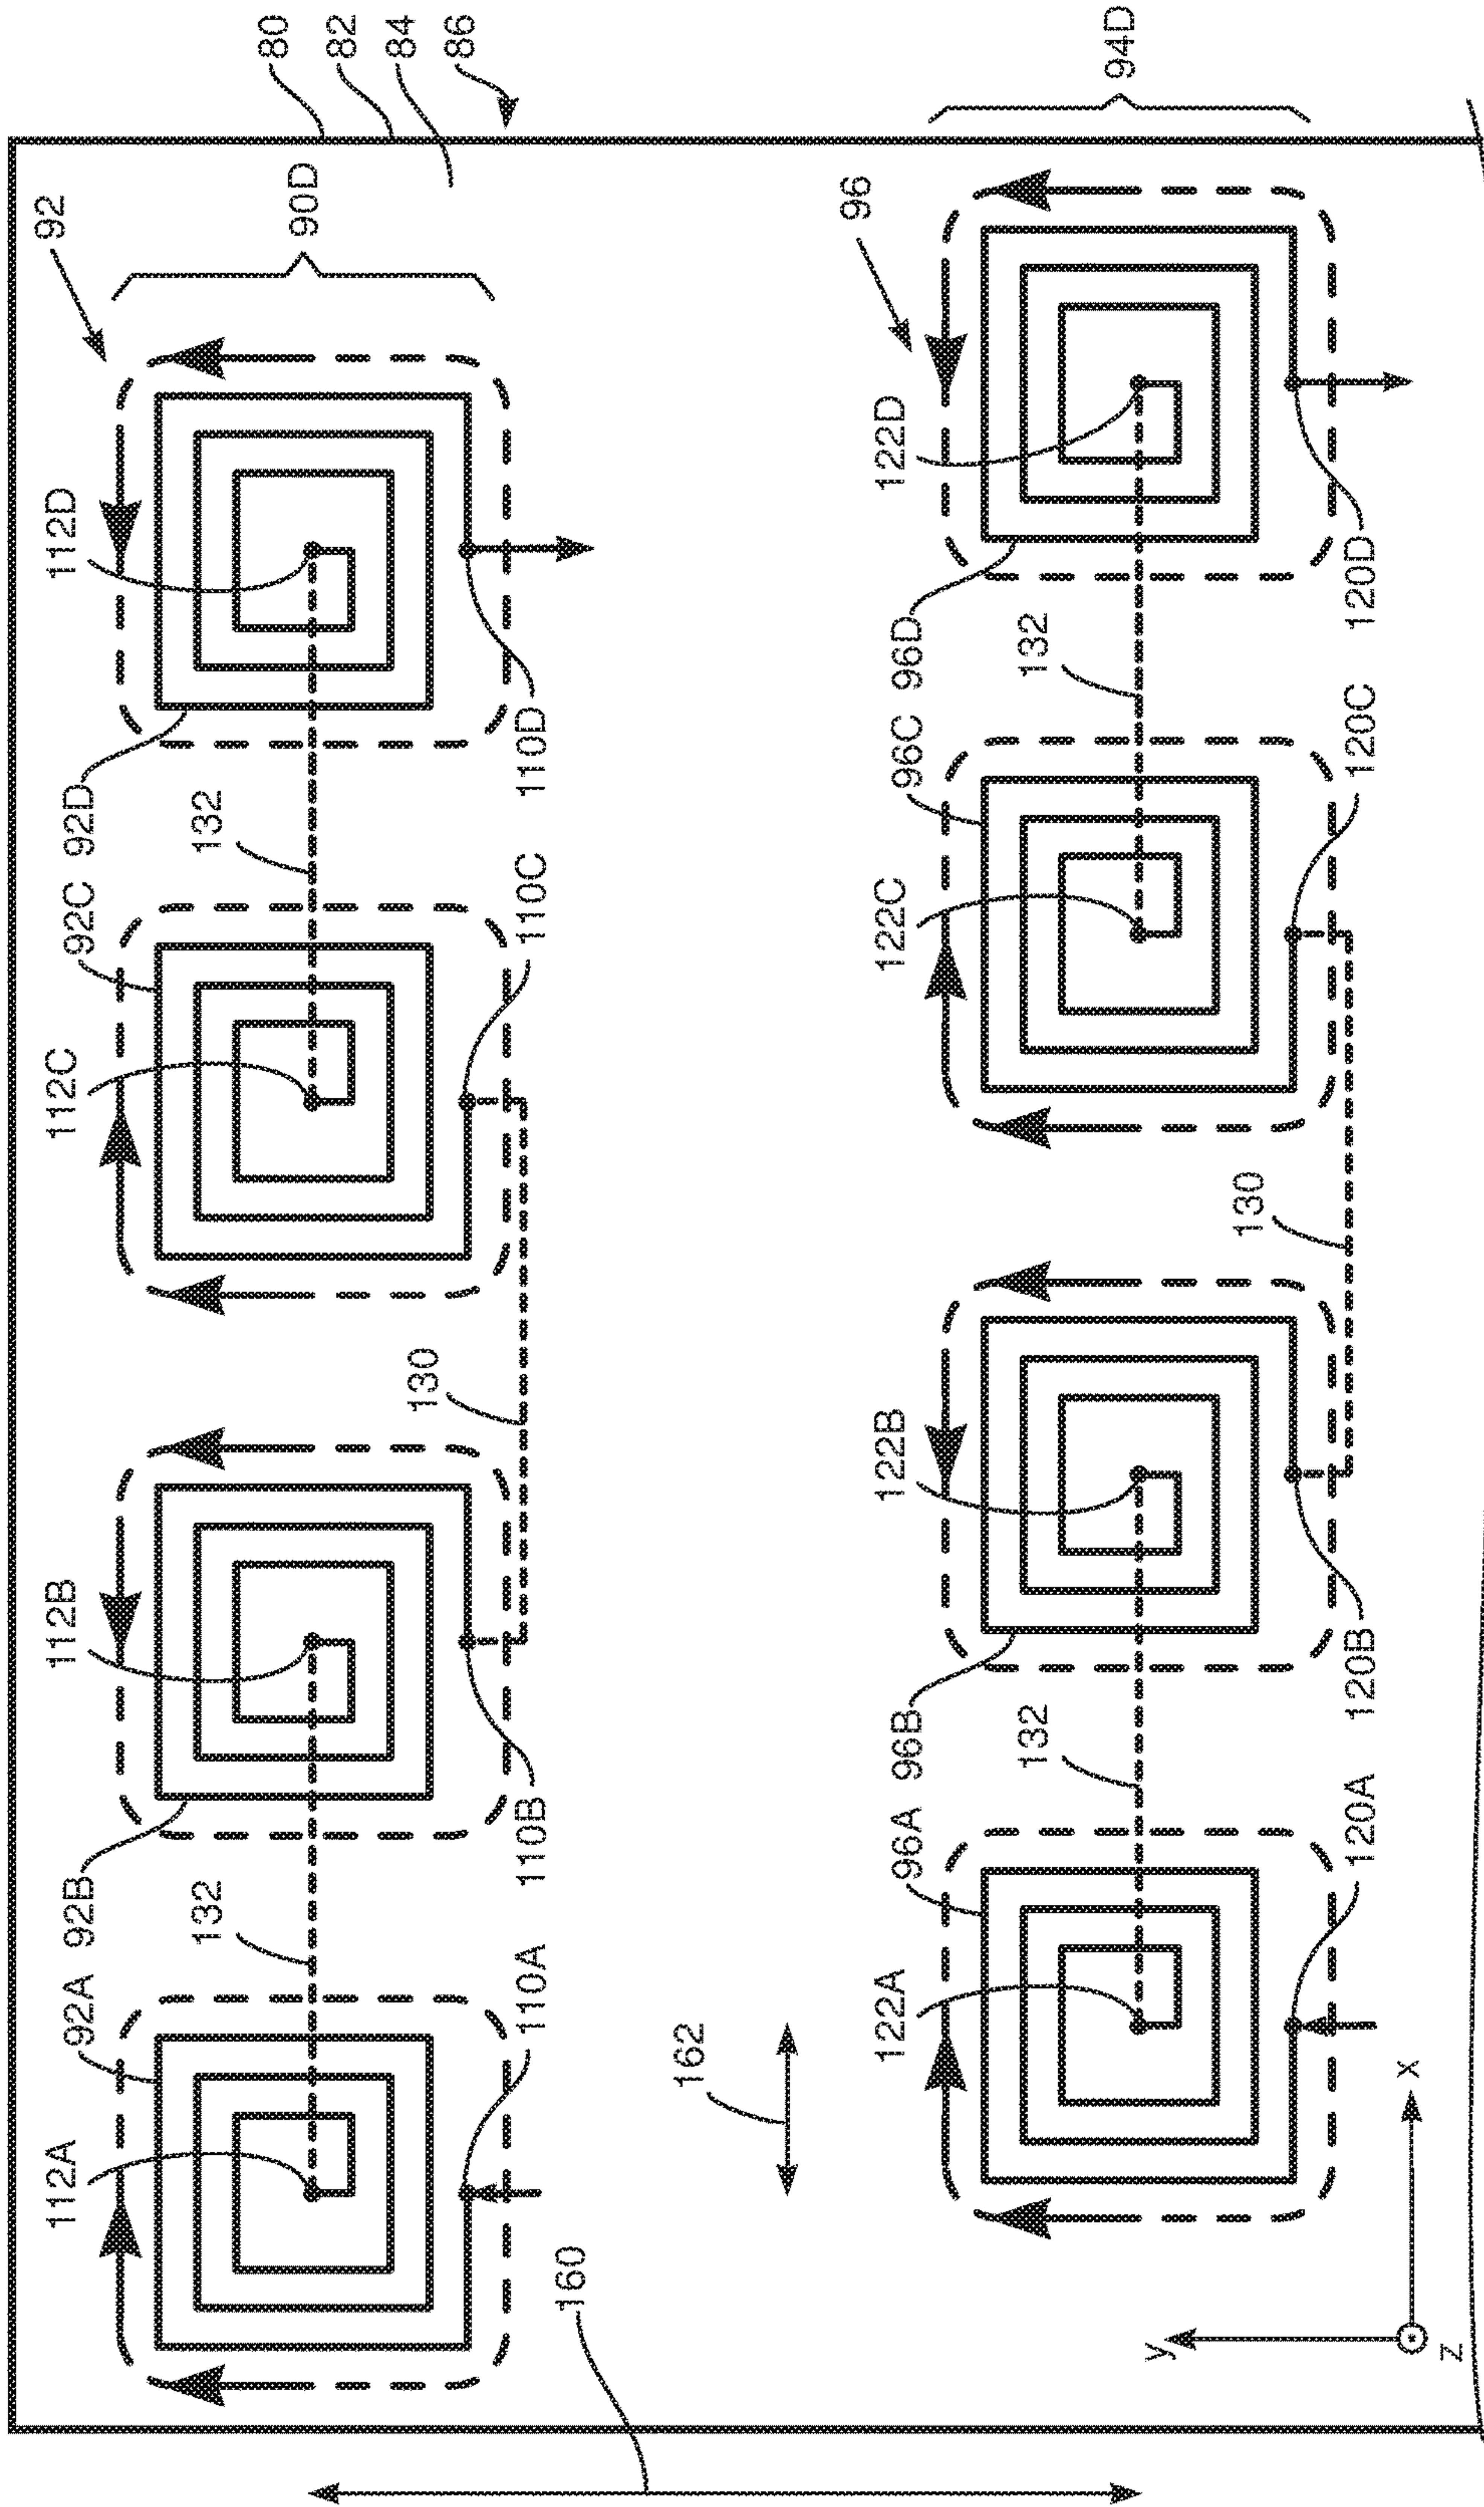 112A 112B 112C 112D 92
92A 92B 92C 92D
132 132
80
90D
82
84
130
86
110A 110B 110C 110D
160
162
96
122A 122B 122C 122D
96A 96B 96C 96D
132 132
94D
y
130
120A 120B 120C 120D
x
z